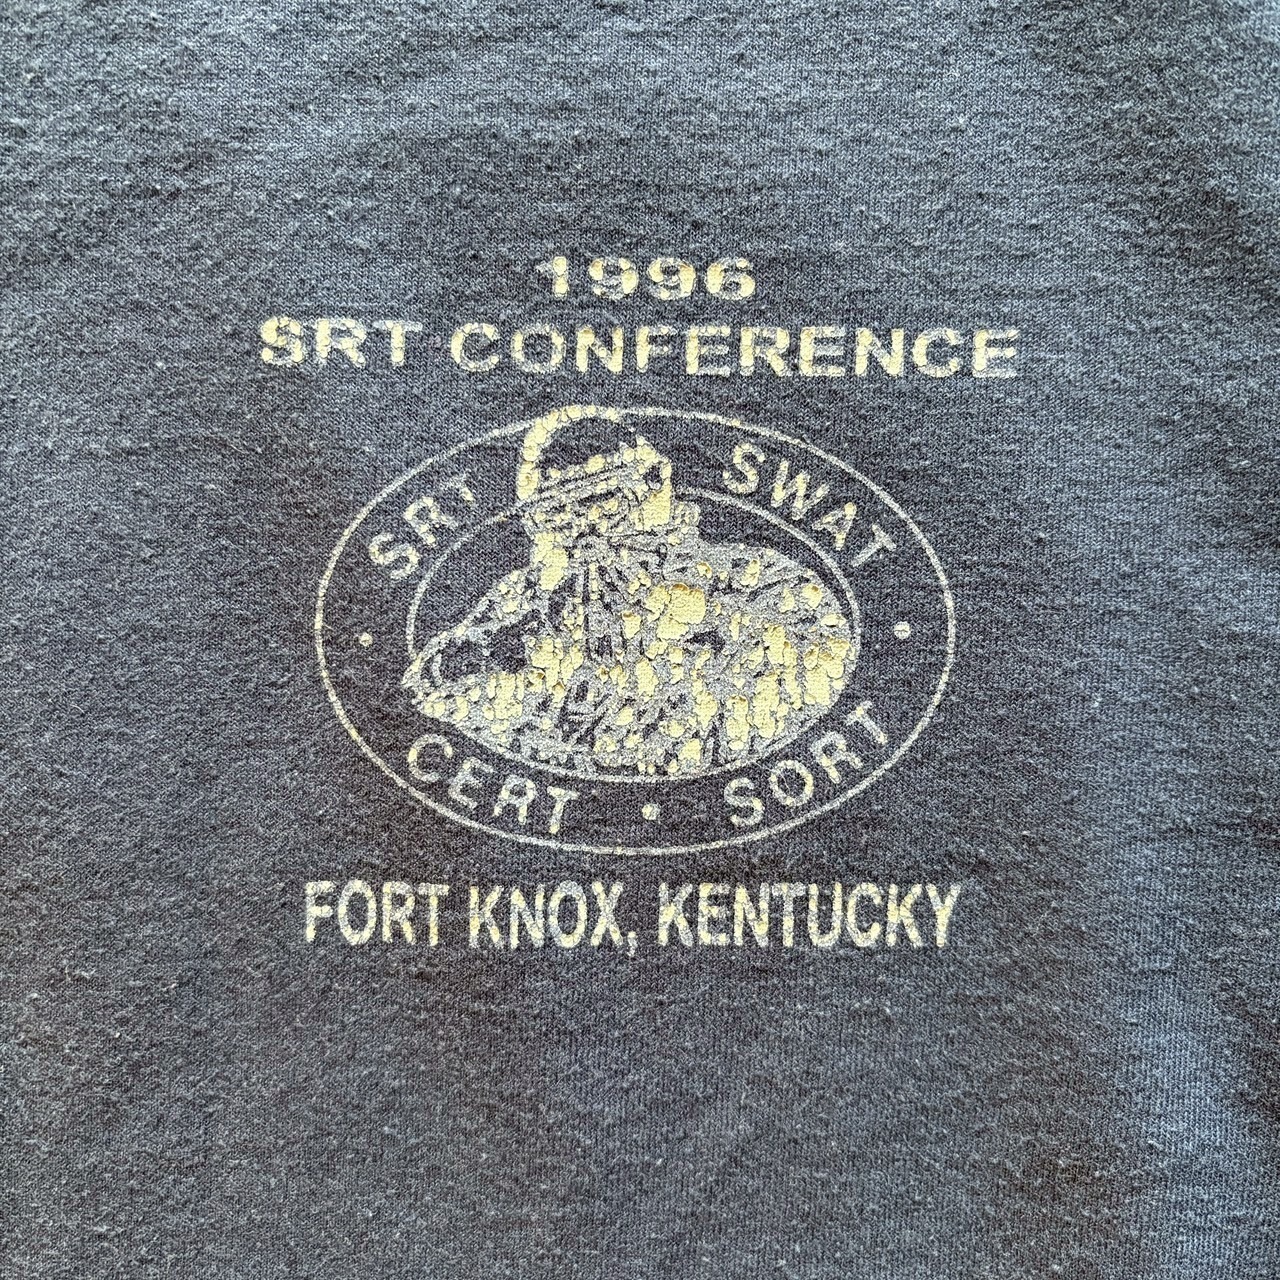 1996
SRT CONFERENCE
SRT SWAT
CERT • SORT
FORT KNOX, KENTUCKY